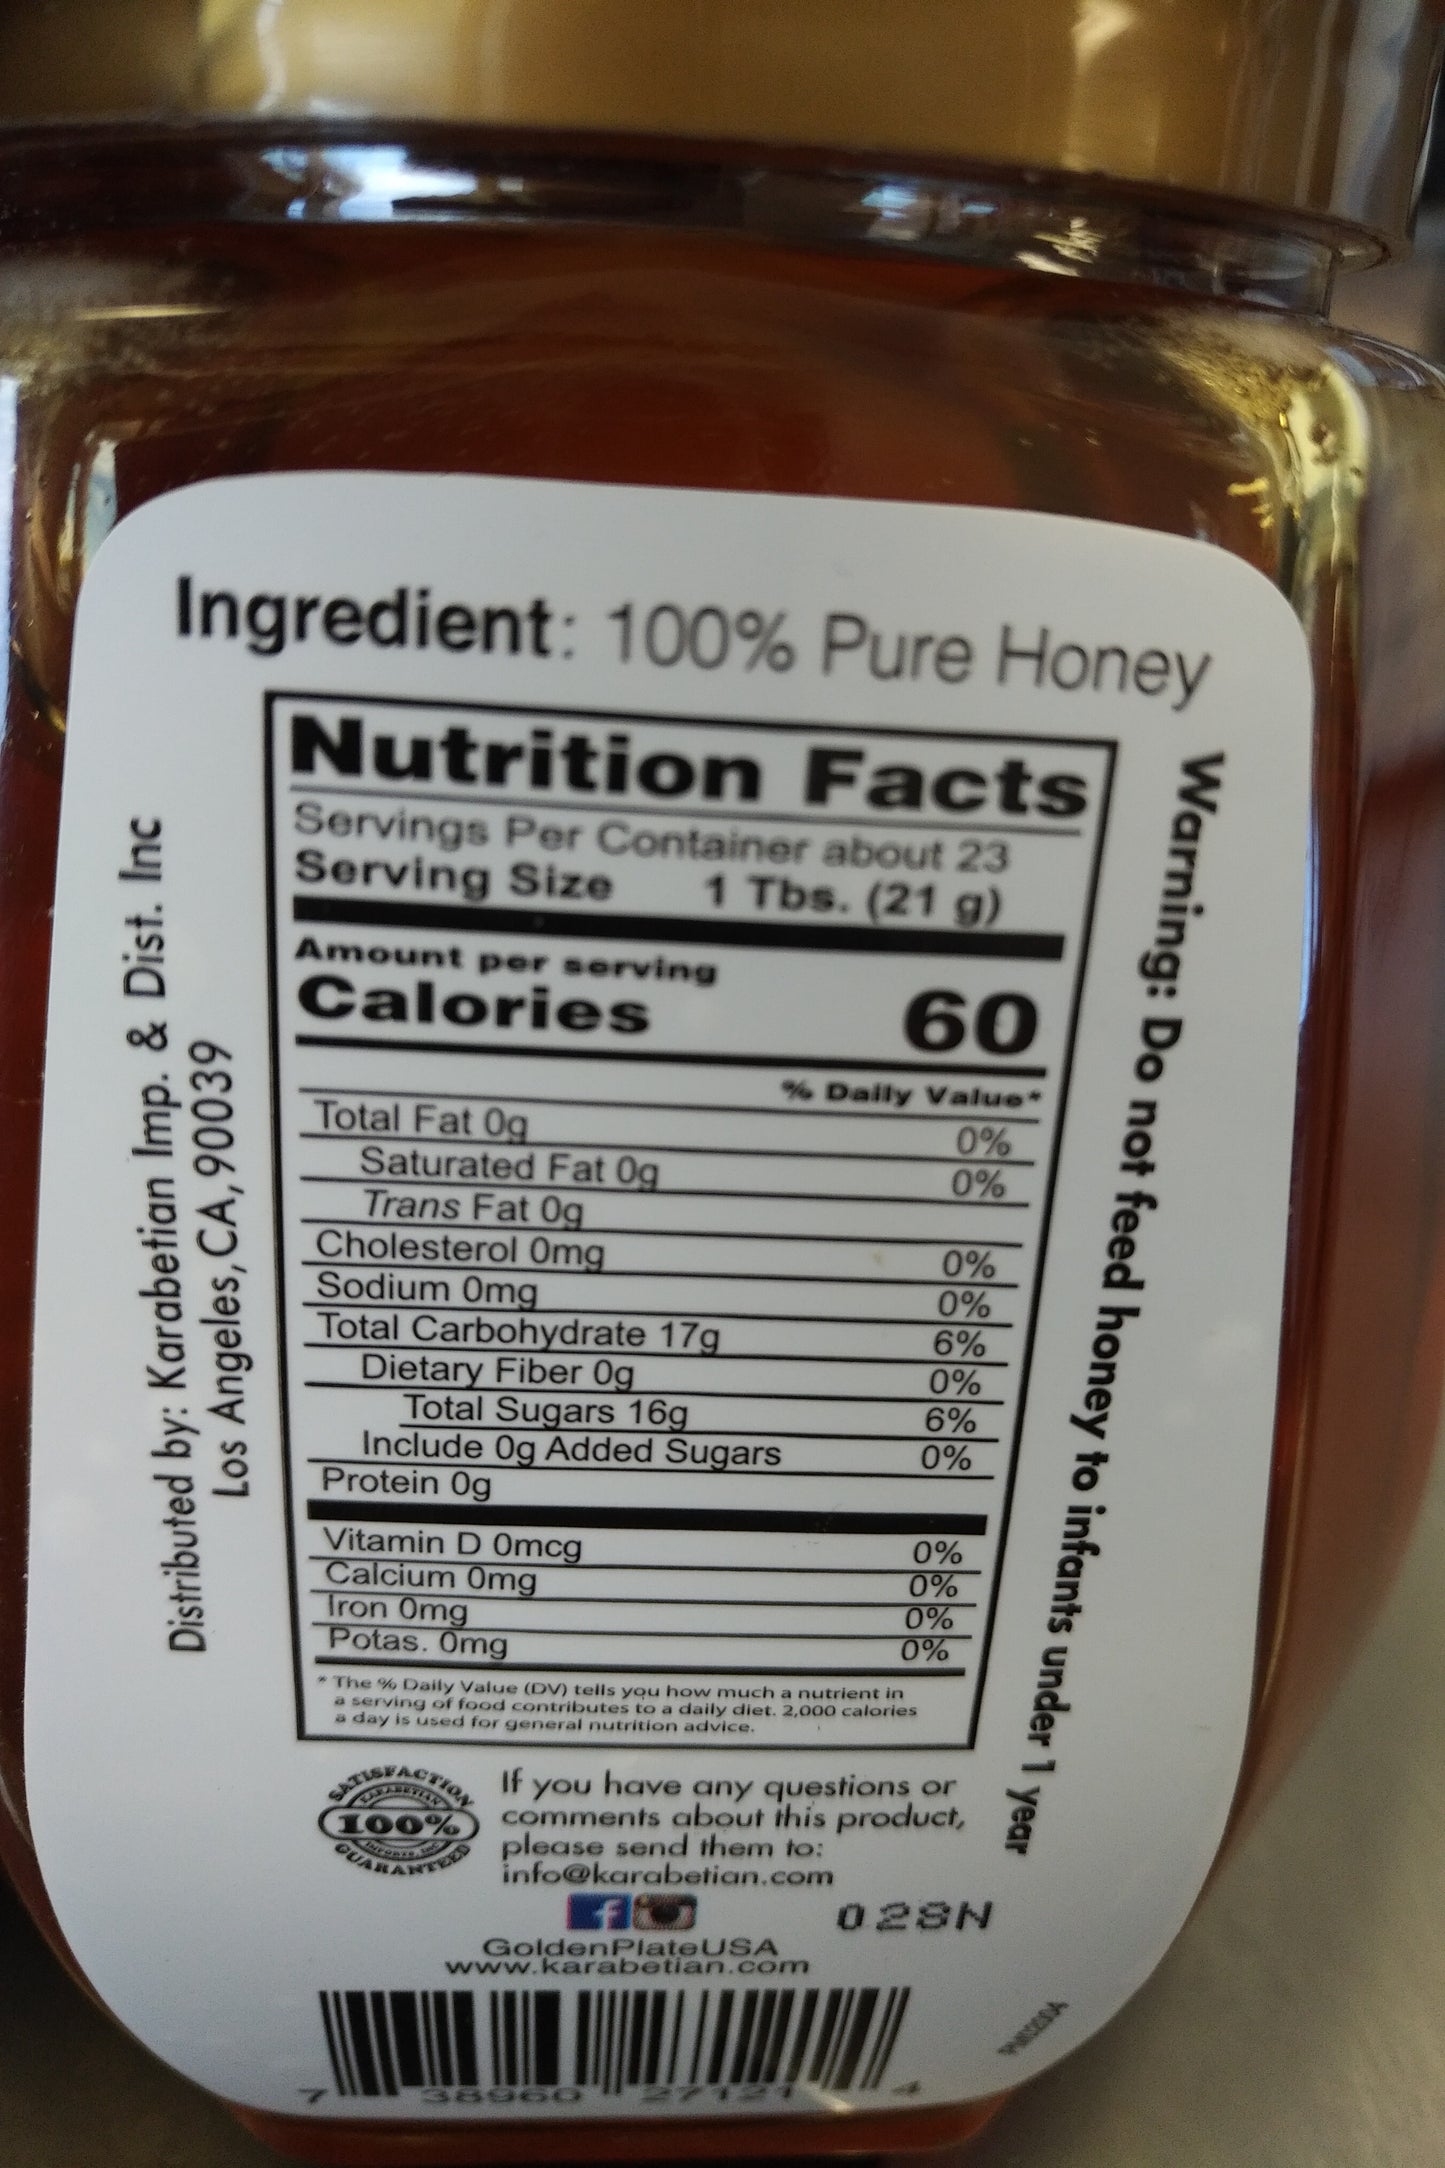 Ingredient: 100% Pure Honey
Nutrition Facts
Servings Per Container about 23
Serving Size 1 Tbs. (21 g)
Amount per serving
Calories 60
% Daily Value*
Total Fat 0g 0%
Saturated Fat 0g 0%
Trans Fat 0g
Cholesterol 0mg 0%
Sodium 0mg 0%
Total Carbohydrate 17g 6%
Dietary Fiber 0g 0%
Total Sugars 16g 6%
Include 0g Added Sugars 0%
Protein 0g
Vitamin D 0mcg 0%
Calcium 0mg 0%
Iron 0mg 0%
Potas. 0mg 0%
* The % Daily Value (DV) tells you how much a nutrient in
a serving of food contributes to a daily diet. 2,000 calories
a day is used for general nutrition advice.
Distributed by: Karabetian Imp. & Dist. Inc
Los Angeles, CA, 90039
Warning: Do not feed honey to infants under 1 year
SATISFACTION
KARABETIAN
100%
IMPORTS, INC
GUARANTEED
If you have any questions or
comments about this product,
please send them to:
info@karabetian.com
028N
GoldenPlateUSA
www.karabetian.com
7 38960 27121 4